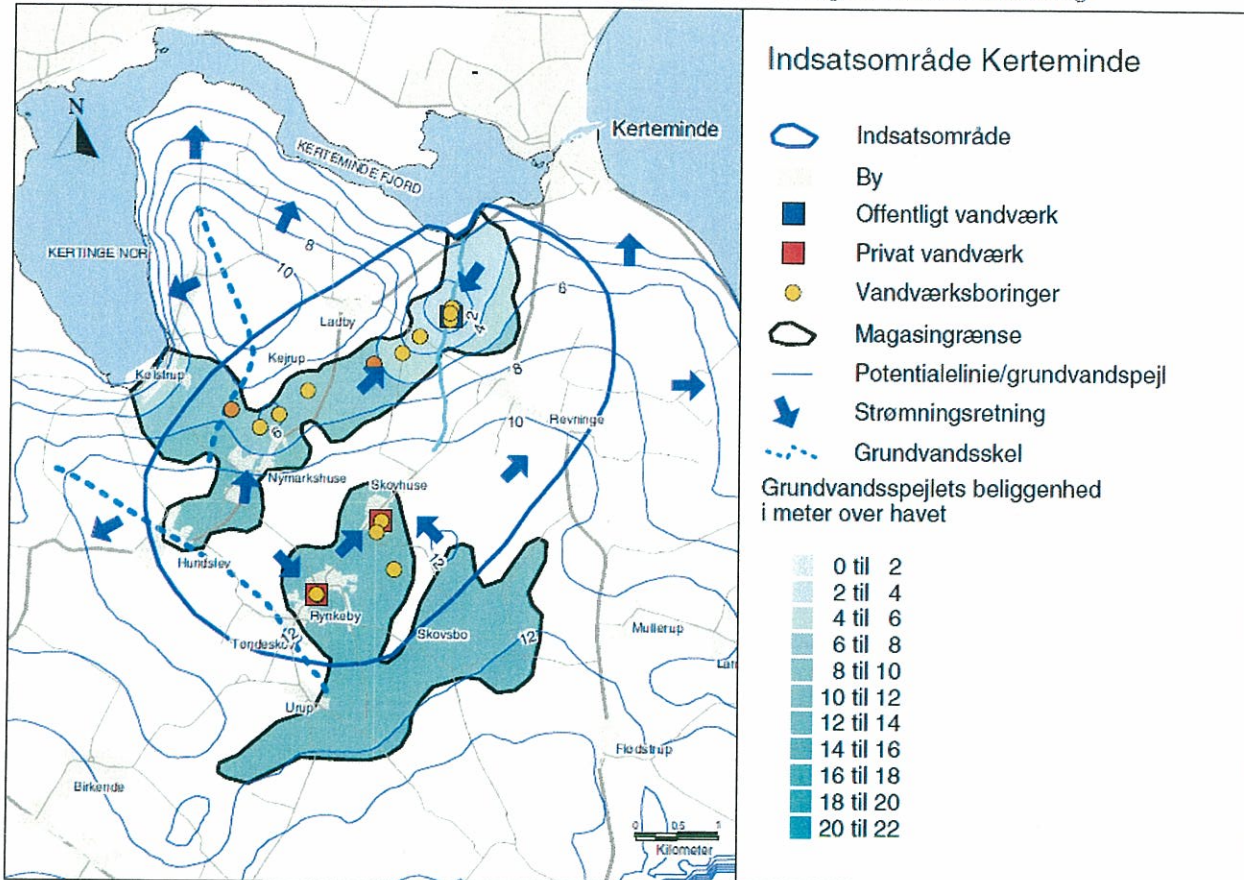 N
Kerteminde
KERTEMINDE FJORD
KERTINGE NOR
8
10
6
2
4
Ladby
Kejrup
Kølstrup
8
6
10
Revninge
Nymarkshuse
Skovhuse
Hundslev
12
Rynkeby
Tøndeskov
12
Skovsbo
12
Mullerup
Urup
Flødstrup
Birkende
0 0.5 1
Kilometer
Indsatsområde Kerteminde
Indsatsområde
By
Offentligt vandværk
Privat vandværk
Vandværksboringer
Magasingrænse
Potentialelinie/grundvandspejl
Strømningsretning
Grundvandsskel
Grundvandsspejlets beliggenhed
i meter over havet
0 til 2
2 til 4
4 til 6
6 til 8
8 til 10
10 til 12
12 til 14
14 til 16
16 til 18
18 til 20
20 til 22